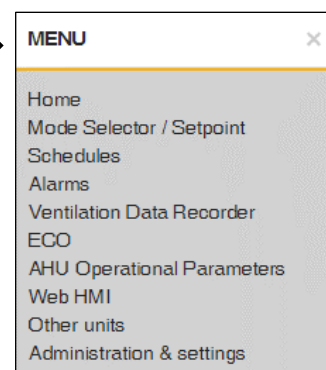 MENU ×
Home
Mode Selector / Setpoint
Schedules
Alarms
Ventilation Data Recorder
ECO
AHU Operational Parameters
Web HMI
Other units
Administration & settings